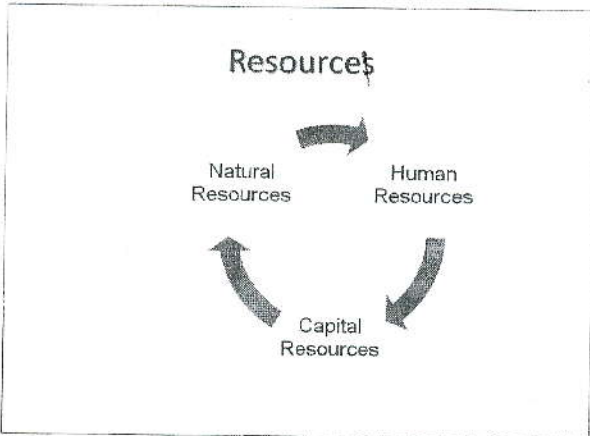 Resources
Natural
Resources
Human
Resources
Capital
Resources